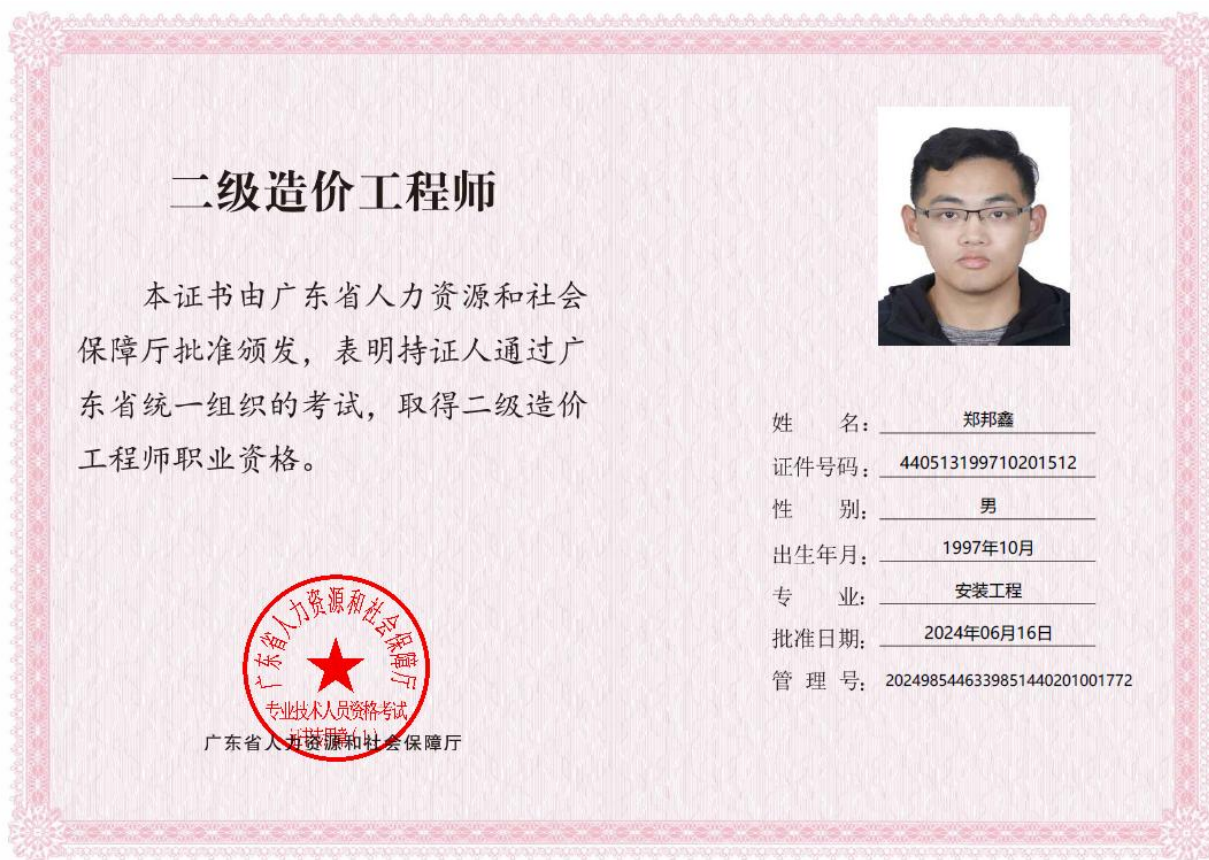 二级造价工程师
本证书由广东省人力资源和社会
保障厅批准颁发，表明持证人通过广
东省统一组织的考试，取得二级造价
工程师职业资格。
姓 名：郑邦鑫
证件号码：440513199710201512
性 别：男
出生年月：1997年10月
专 业：安装工程
批准日期：2024年06月16日
管 理 号：2024985446339851440201001772
广东省人力资源和社会保障厅
专业技术人员资格考试
广东省人力资源和社会保障厅